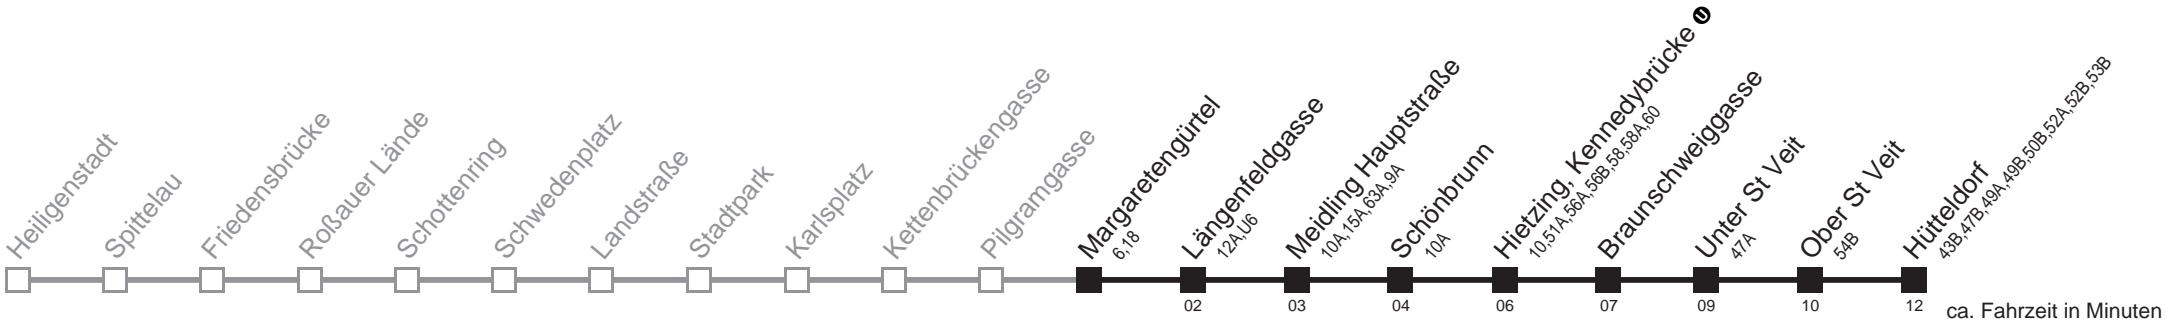 Heiligenstadt
Spittelau
Friedensbrücke
Roßauer Lände
Schottenring
Schwedenplatz
Landstraße
Stadtpark
Karlsplatz
Kettenbrückengasse
Pilgramgasse
Margaretengürtel
6,18
Längenfeldgasse
12A,U6
Meidling Hauptstraße
10A,15A,63A,9A
Schönbrunn
10A
Hietzing, Kennedybrücke U
10,51A,56A,56B,58,58A,60
Braunschweiggasse
Unter St Veit
47A
Ober St Veit
54B
Hütteldorf
43B,47B,49A,49B,50B,52A,52B,53B
02 03 04 06 07 09 10 12 ca. Fahrzeit in Minuten